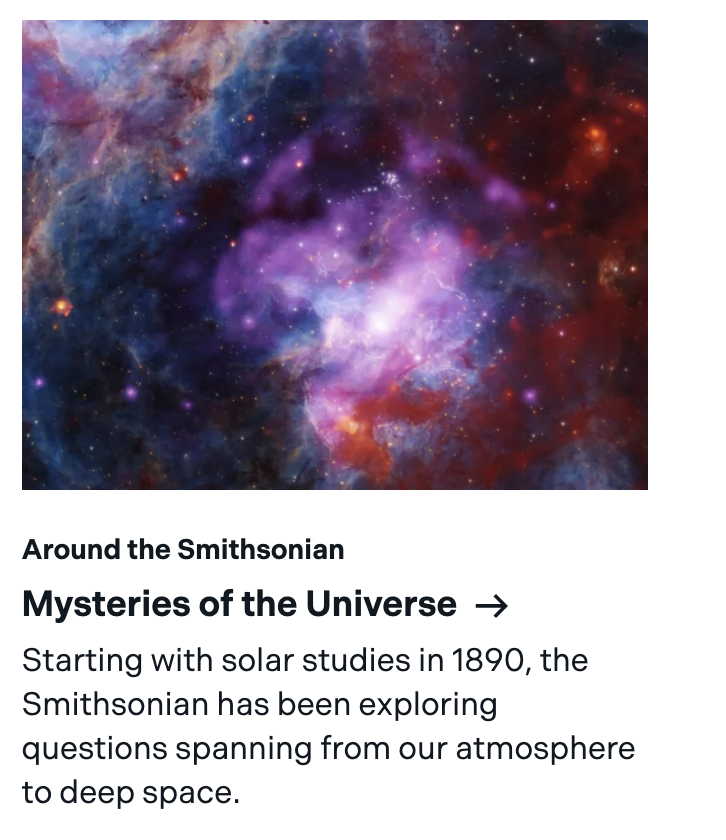 Around the Smithsonian
Mysteries of the Universe →
Starting with solar studies in 1890, the
Smithsonian has been exploring
questions spanning from our atmosphere
to deep space.